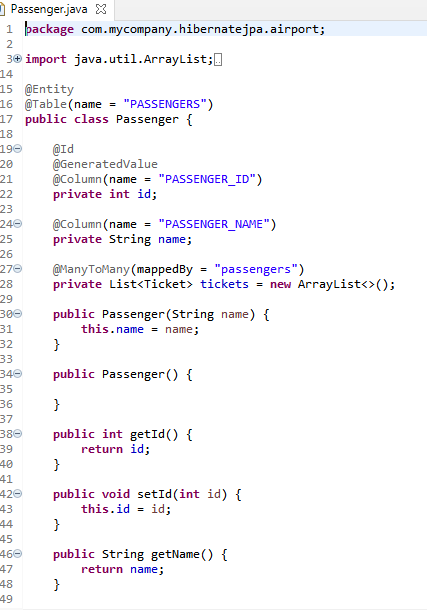 Passenger.java
1 package com.mycompany.hibernatejpa.airport;
2
3 import java.util.ArrayList;
14
15 @Entity
16 @Table(name = "PASSENGERS")
17 public class Passenger {
18
19 @Id
20 @GeneratedValue
21 @Column(name = "PASSENGER_ID")
22 private int id;
23
24 @Column(name = "PASSENGER_NAME")
25 private String name;
26
27 @ManyToMany(mappedBy = "passengers")
28 private List<Ticket> tickets = new ArrayList<>();
29
30 public Passenger(String name) {
31 this.name = name;
32 }
33
34 public Passenger() {
35
36 }
37
38 public int getId() {
39 return id;
40 }
41
42 public void setId(int id) {
43 this.id = id;
44 }
45
46 public String getName() {
47 return name;
48 }
49